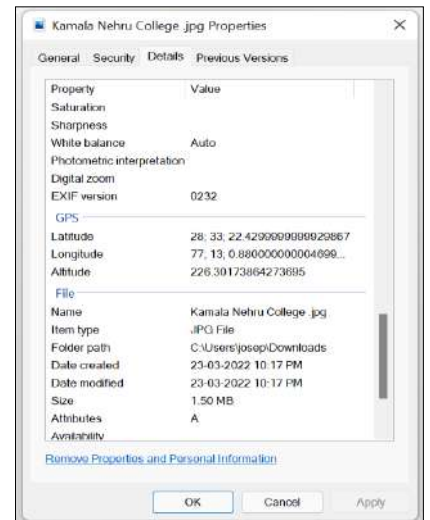 Kamala Nehru College .jpg Properties
General Security Details Previous Versions
Property Value
Saturation
Sharpness
White balance Auto
Photometric interpretation
Digital zoom
EXIF version 0232
GPS
Latitude 28; 33; 22.4299999999929867
Longitude 77; 13; 0.880000000004699...
Altitude 226.30173864273695
File
Name Kamala Nehru College .jpg
Item type JPG File
Folder path C:\Users\josep\Downloads
Date created 23-03-2022 10:17 PM
Date modified 23-03-2022 10:17 PM
Size 1.50 MB
Attributes A
Availability
Remove Properties and Personal Information
OK Cancel Apply